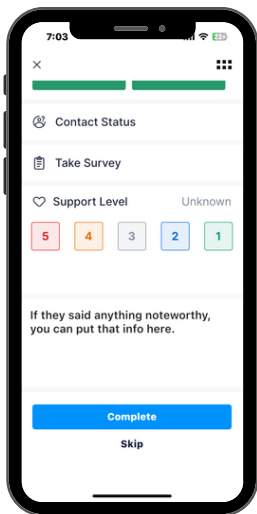 7:03
Contact Status
Take Survey
Support Level Unknown
5 4 3 2 1
If they said anything noteworthy,
you can put that info here.
Complete
Skip